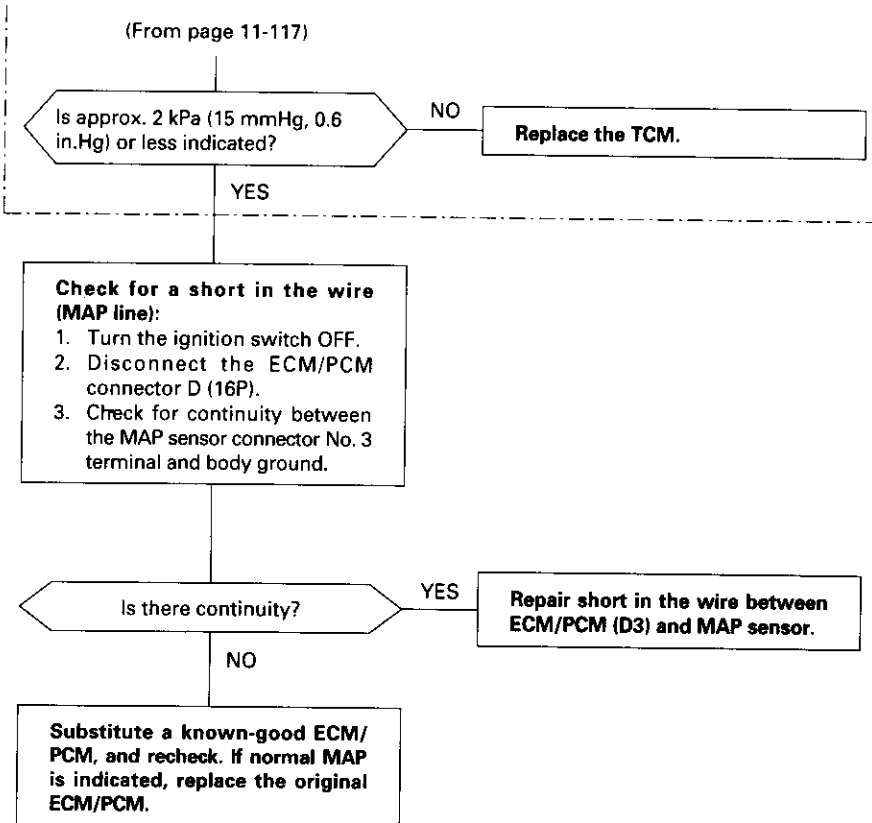 (From page 11-117)
Is approx. 2 kPa (15 mmHg, 0.6
in.Hg) or less indicated?
NO
Replace the TCM.
YES
Check for a short in the wire
(MAP line):
1. Turn the ignition switch OFF.
2. Disconnect the ECM/PCM
connector D (16P).
3. Check for continuity between
the MAP sensor connector No. 3
terminal and body ground.
Is there continuity?
YES
Repair short in the wire between
ECM/PCM (D3) and MAP sensor.
NO
Substitute a known-good ECM/
PCM, and recheck. If normal MAP
is indicated, replace the original
ECM/PCM.